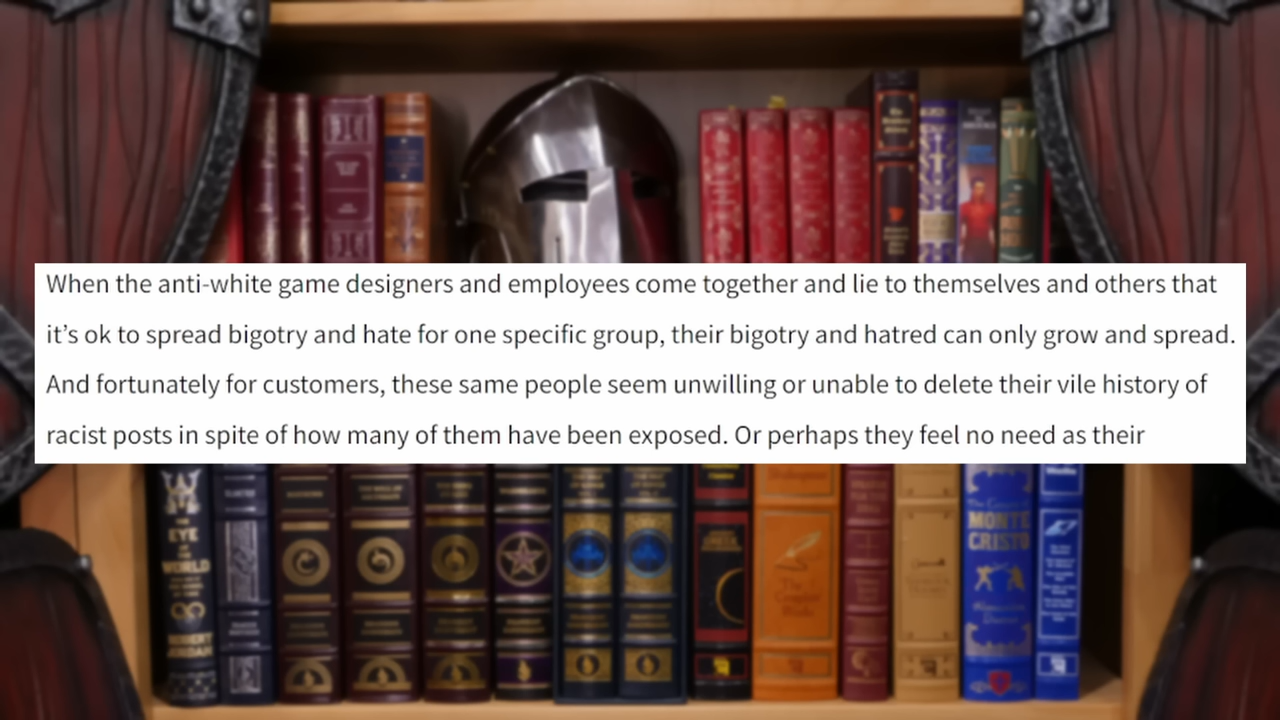 When the anti-white game designers and employees come together and lie to themselves and others that
it’s ok to spread bigotry and hate for one specific group, their bigotry and hatred can only grow and spread.
And fortunately for customers, these same people seem unwilling or unable to delete their vile history of
racist posts in spite of how many of them have been exposed. Or perhaps they feel no need as their
THE
EYE
OF THE
WORLD
ROBERT
JORDAN
MONTE
CRISTO